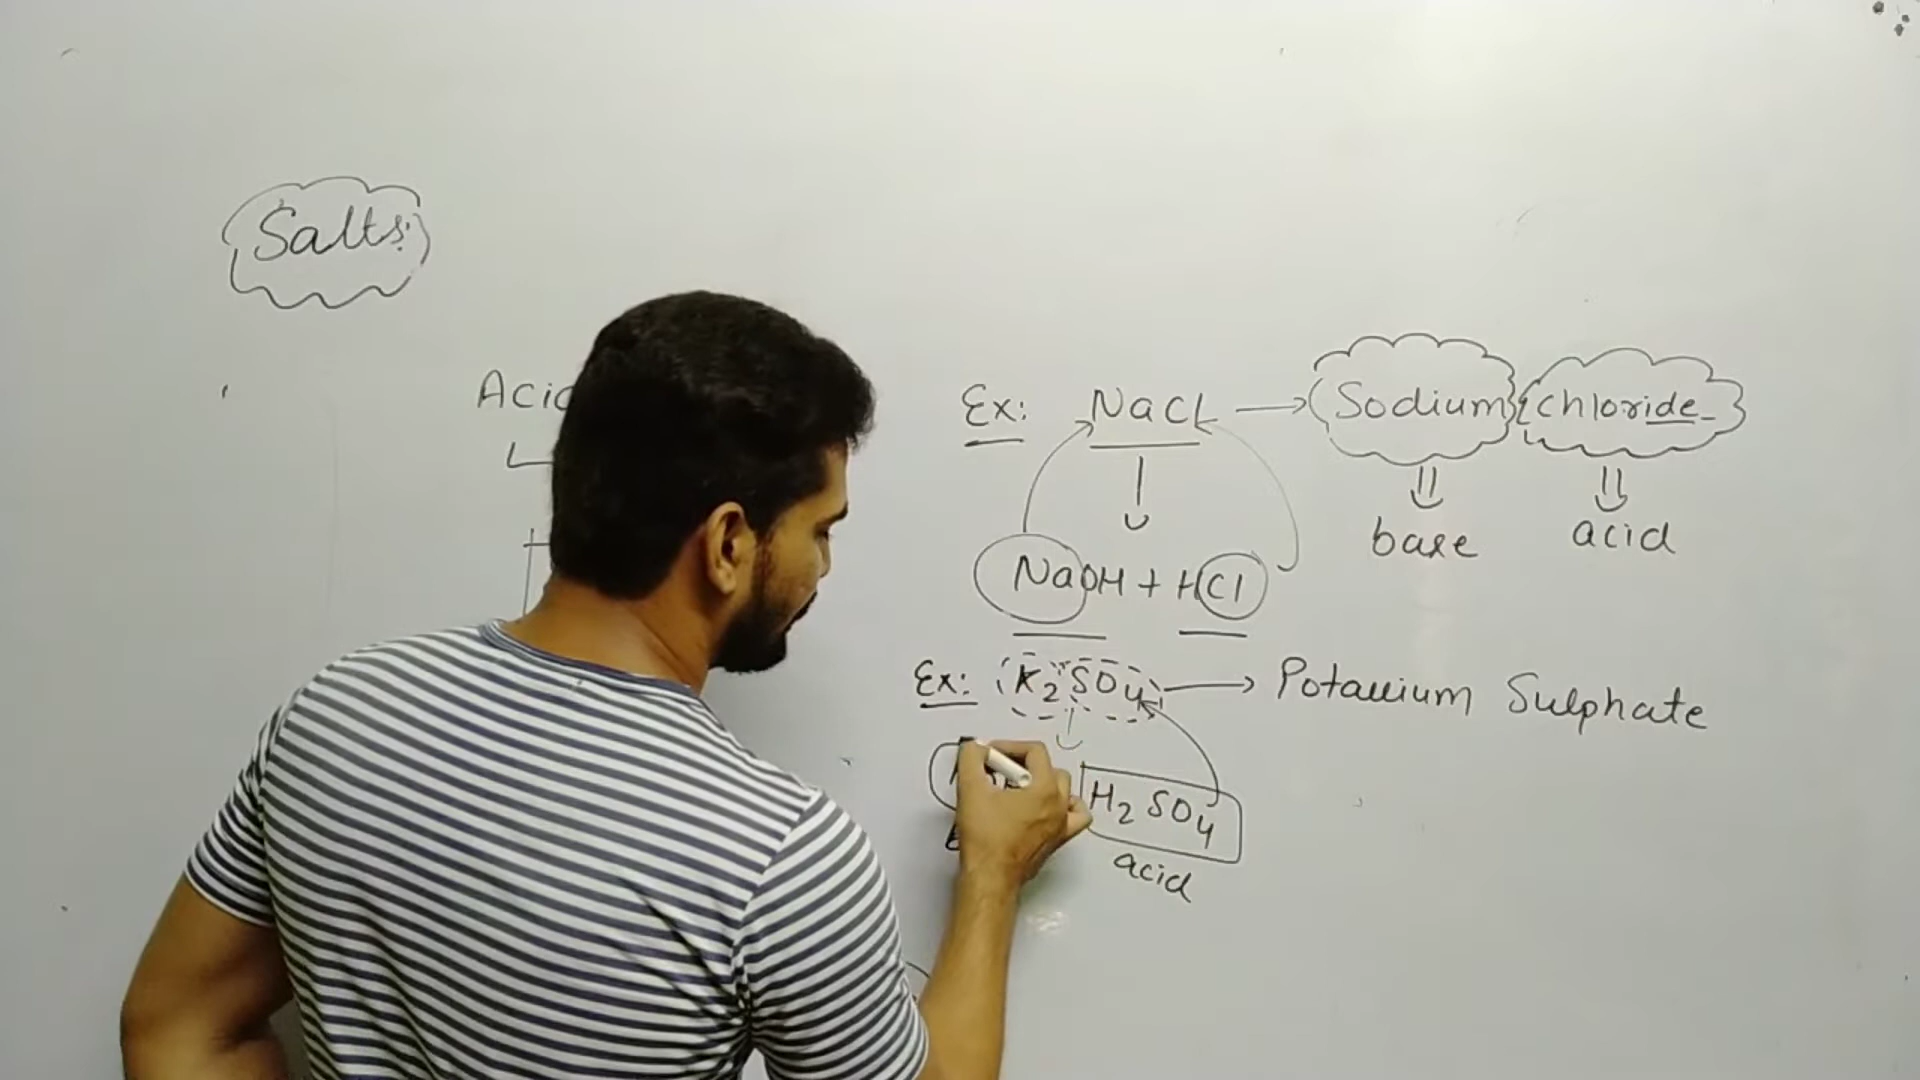 Salts:
Ex: NaCl → Sodium chloride
base acid
NaOH + HCl
Ex: K2SO4 → Potassium Sulphate
H2SO4
acid